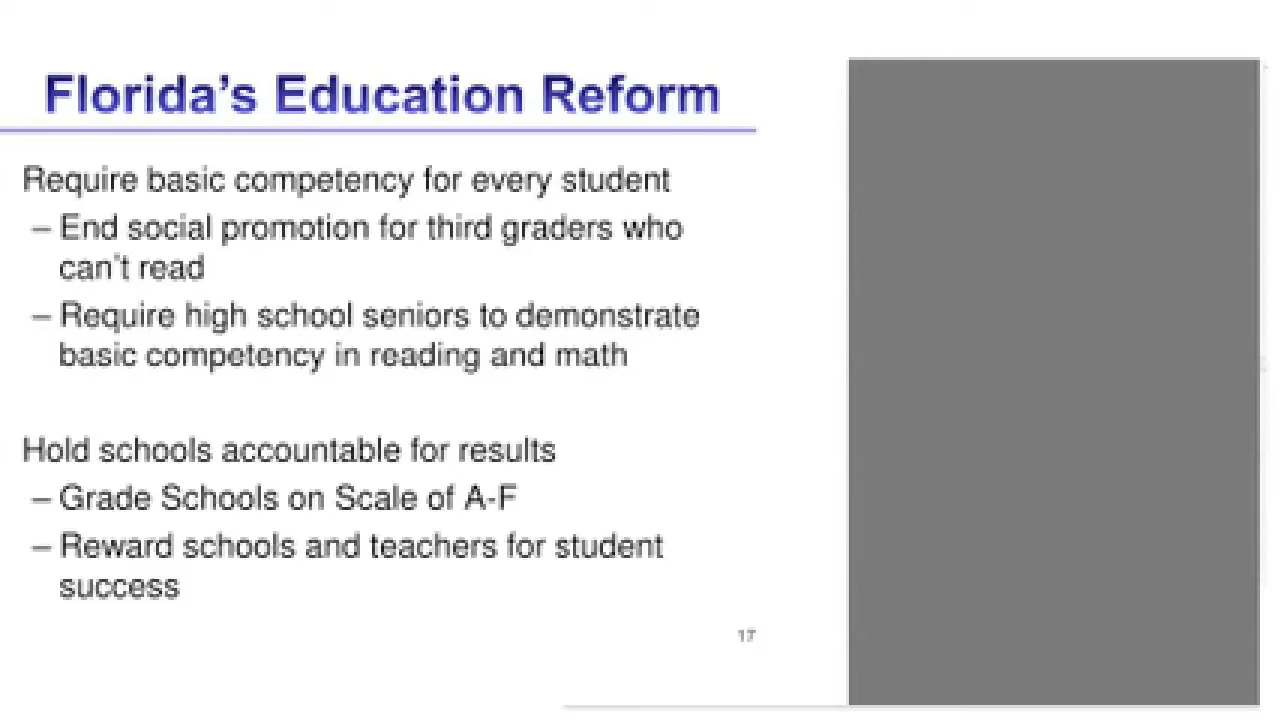 Florida's Education Reform
Require basic competency for every student
– End social promotion for third graders who
can't read
– Require high school seniors to demonstrate
basic competency in reading and math
Hold schools accountable for results
– Grade Schools on Scale of A-F
– Reward schools and teachers for student
success
17